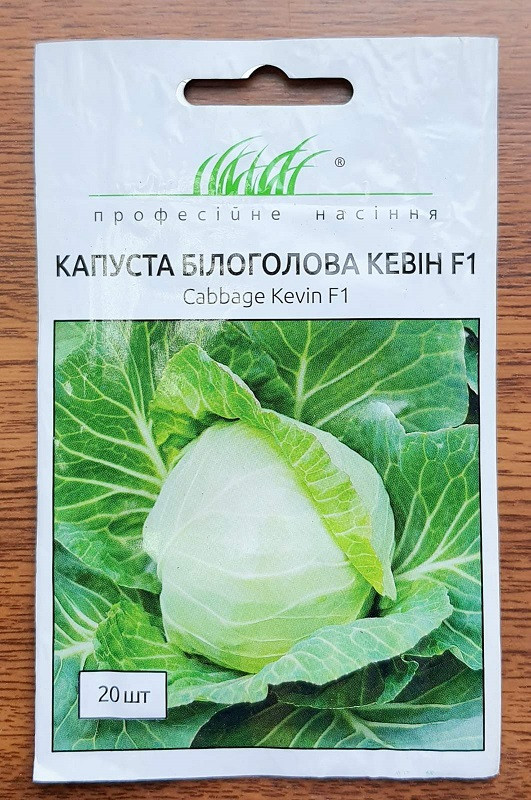 ®
професійне насіння
КАПУСТА БІЛОГОЛОВА КЕВІН F1
Cabbage Kevin F1
20 шт